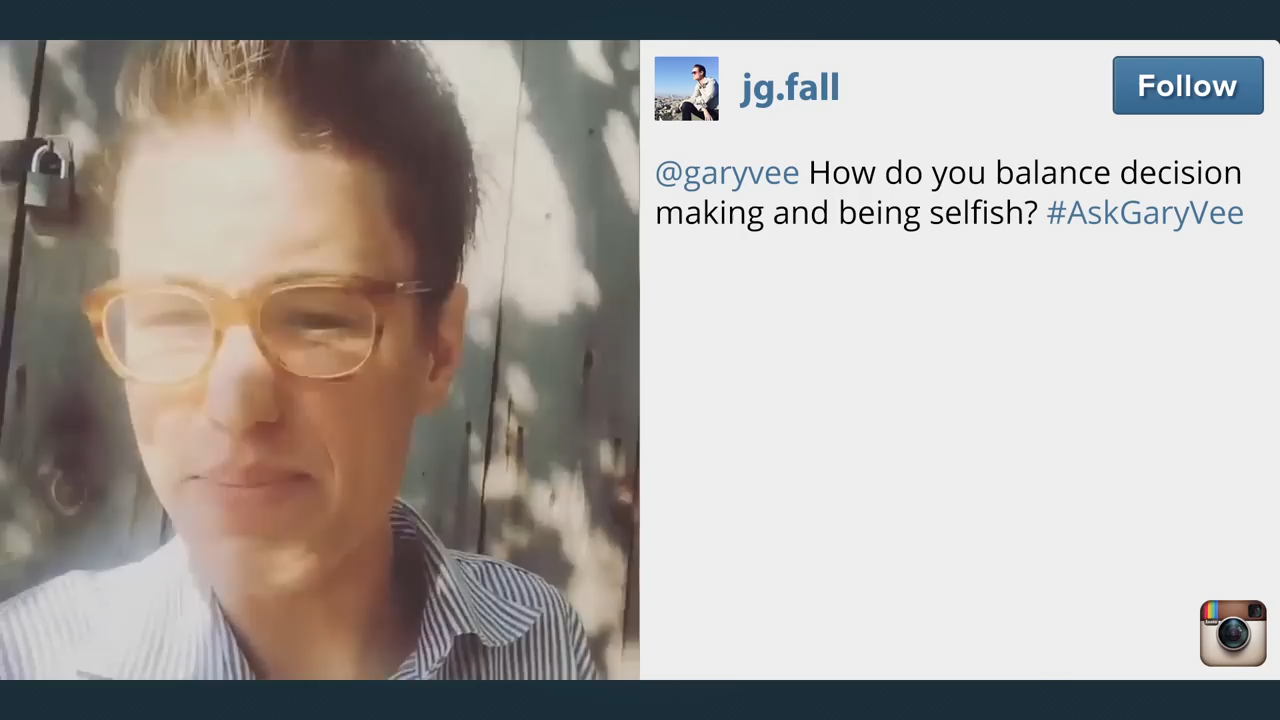 jg.fall
Follow
@garyvee How do you balance decision
making and being selfish? #AskGaryVee